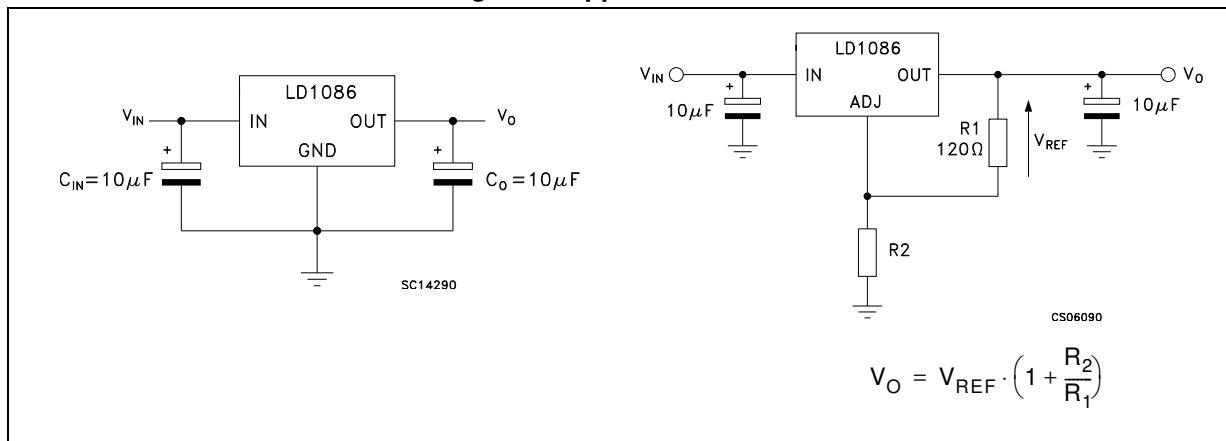 LD1086
V_IN
IN
OUT
V_O
GND
+
+
C_IN=10μF
C_O=10μF
SC14290
LD1086
V_IN
IN
OUT
V_O
ADJ
+
10μF
+
10μF
R1
120Ω
V_REF
R2
CS06090
V_O = V_REF · (1 + R_2/R_1)